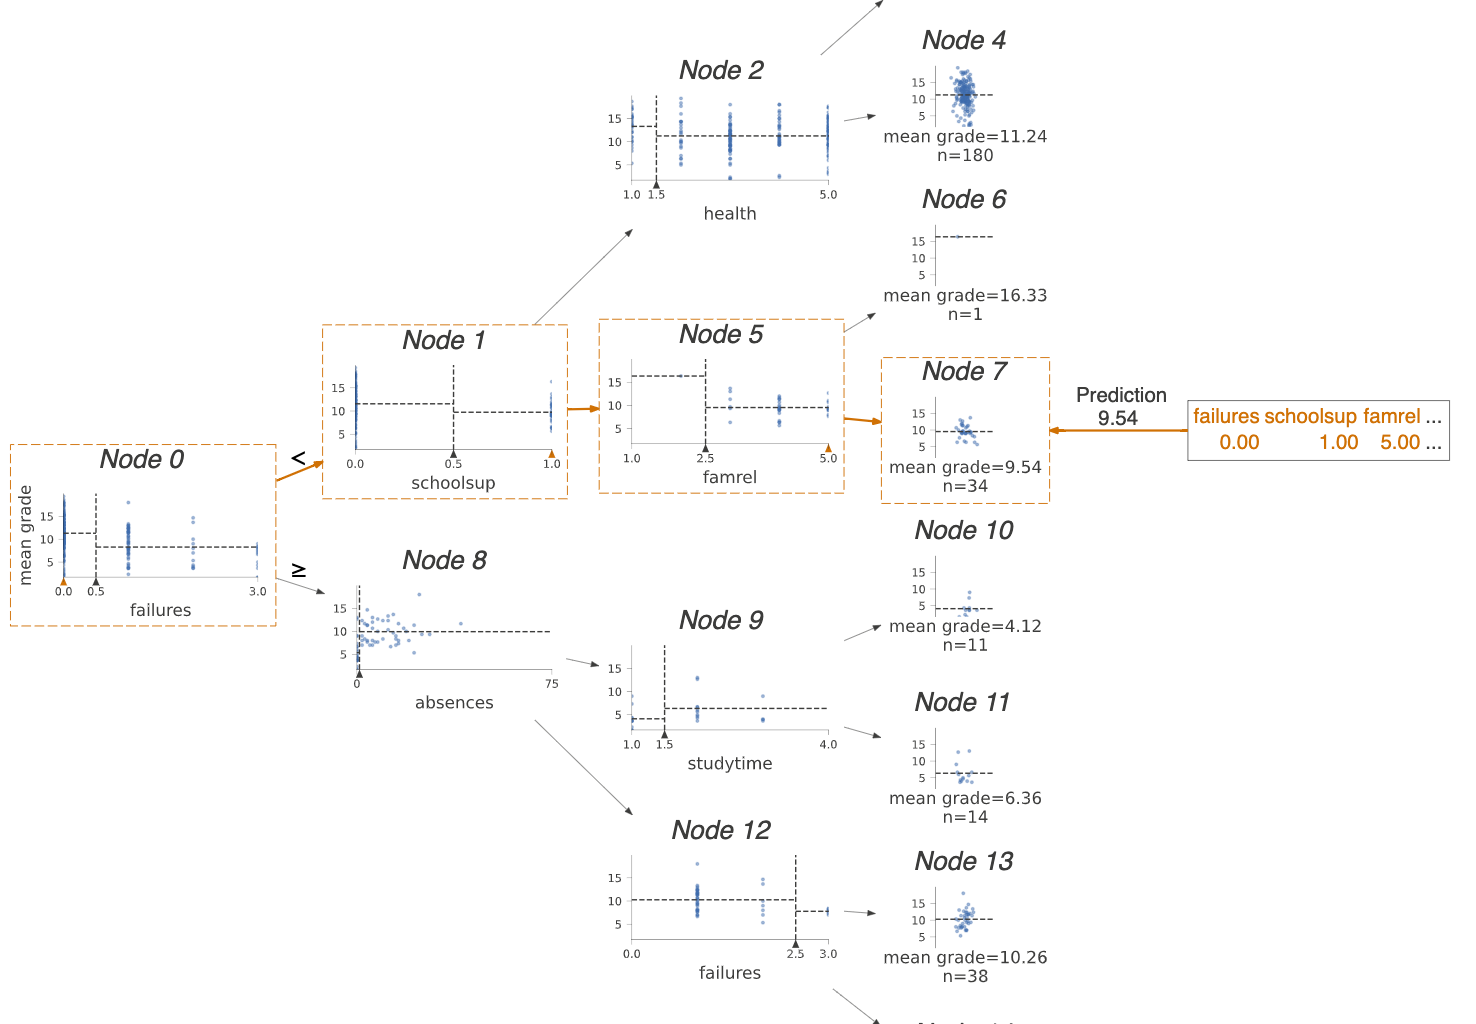 Node 0
mean grade
15
10
5
0.0 0.5 3.0
failures
<
≥
Node 1
15
10
5
0.0 0.5 1.0
schoolsup
Node 8
15
10
5
0 75
absences
Node 2
15
10
5
1.0 1.5 5.0
health
Node 5
15
10
5
1.0 2.5 5.0
famrel
Node 9
15
10
5
1.0 1.5 4.0
studytime
Node 12
15
10
5
0.0 2.5 3.0
failures
Node 4
15
10
5
mean grade=11.24
n=180
Node 6
15
10
5
mean grade=16.33
n=1
Node 7
15
10
5
mean grade=9.54
n=34
Node 10
15
10
5
mean grade=4.12
n=11
Node 11
15
10
5
mean grade=6.36
n=14
Node 13
15
10
5
mean grade=10.26
n=38
Prediction
9.54
failures schoolsup famrel ...
0.00 1.00 5.00 ...